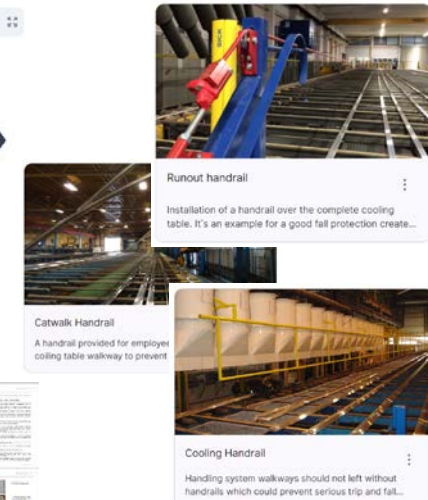 SICK
Runout handrail
Installation of a handrail over the complete cooling
table. It's an example for a good fall protection create...
Catwalk Handrail
A handrail provided for employe
coiling table walkway to prevent
Cooling Handrail
Handling system walkways should not left without
handrails which could prevent serious trip and fall...